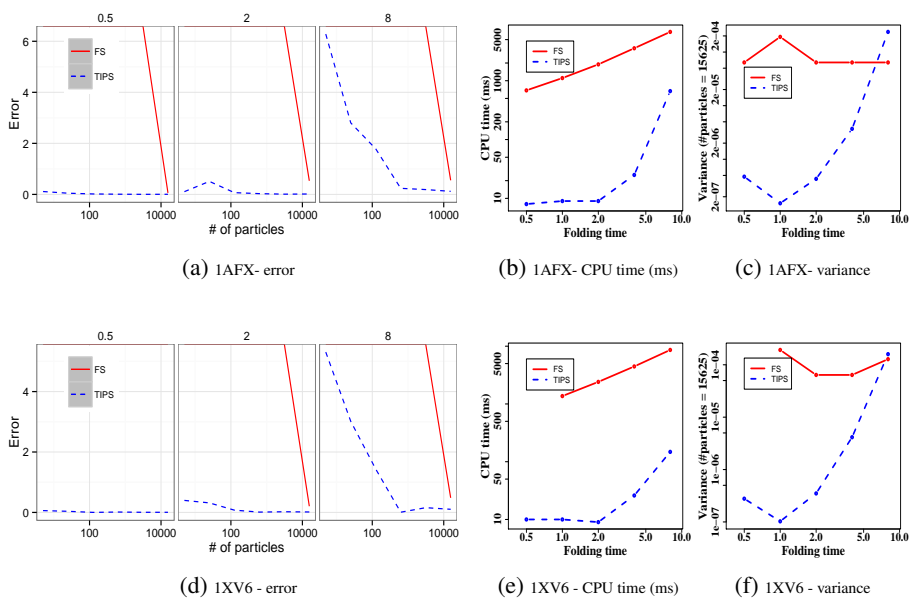 0.5 2 8
Error
6
4
2
0
FS
TIPS
100 10000 100 10000 100 10000
# of particles
(a) 1AFX- error
CPU time (ms)
5000
1000
200
50
10
FS
TIPS
0.5 1.0 2.0 5.0 10.0
Folding time
(b) 1AFX- CPU time (ms)
Variance (#particles = 15625)
2e-04
2e-05
2e-06
2e-07
FS
TIPS
0.5 1.0 2.0 5.0 10.0
Folding time
(c) 1AFX- variance
0.5 2 8
Error
4
2
0
FS
TIPS
100 10000 100 10000 100 10000
# of particles
(d) 1XV6 - error
CPU time (ms)
5000
500
50
10
FS
TIPS
0.5 1.0 2.0 5.0 10.0
Folding time
(e) 1XV6 - CPU time (ms)
Variance (#particles = 15625)
1e-04
1e-05
1e-06
1e-07
FS
TIPS
0.5 1.0 2.0 5.0 10.0
Folding time
(f) 1XV6 - variance